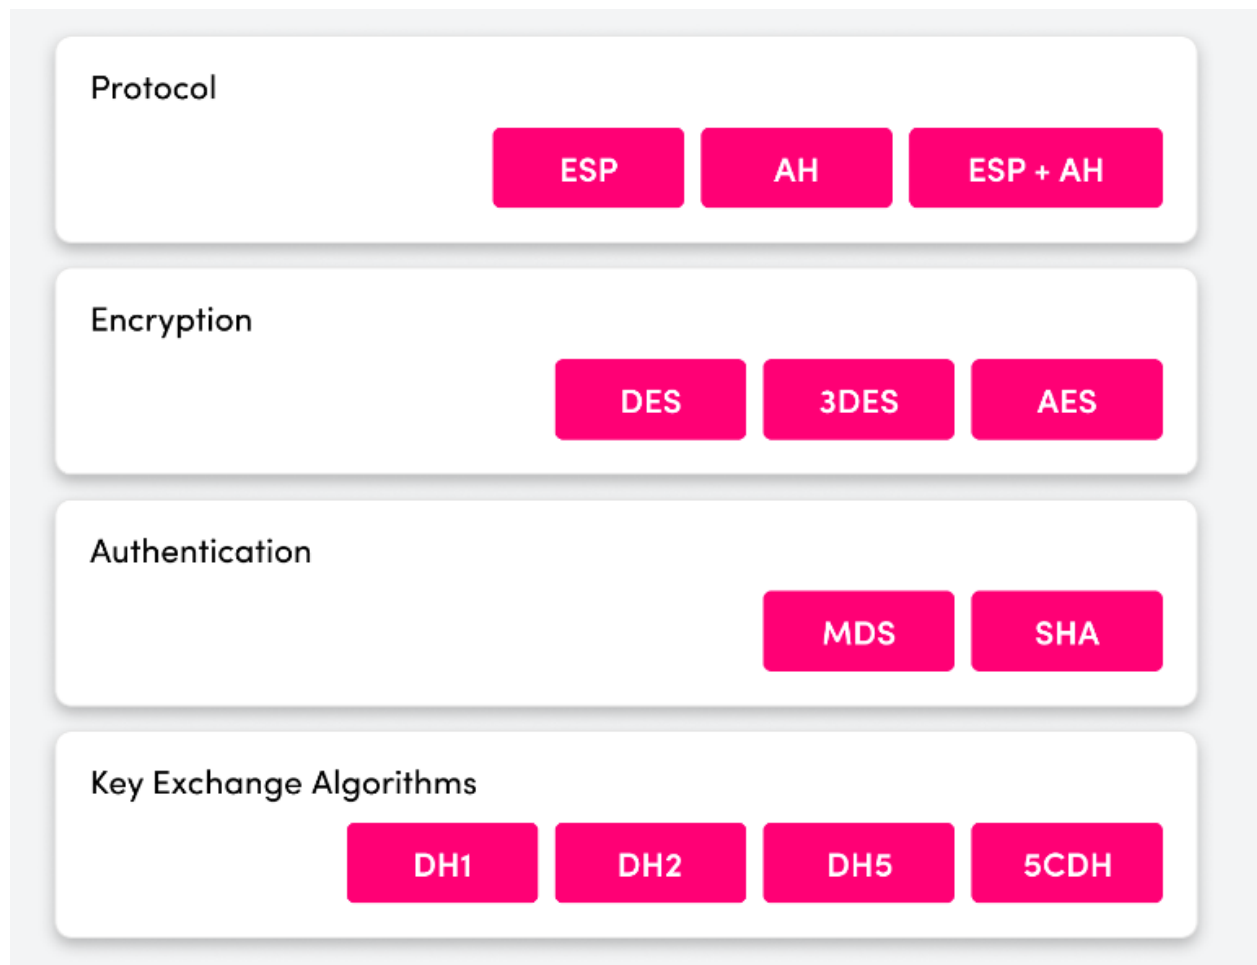 Protocol
ESP AH ESP + AH
Encryption
DES 3DES AES
Authentication
MDS SHA
Key Exchange Algorithms
DH1 DH2 DH5 5CDH